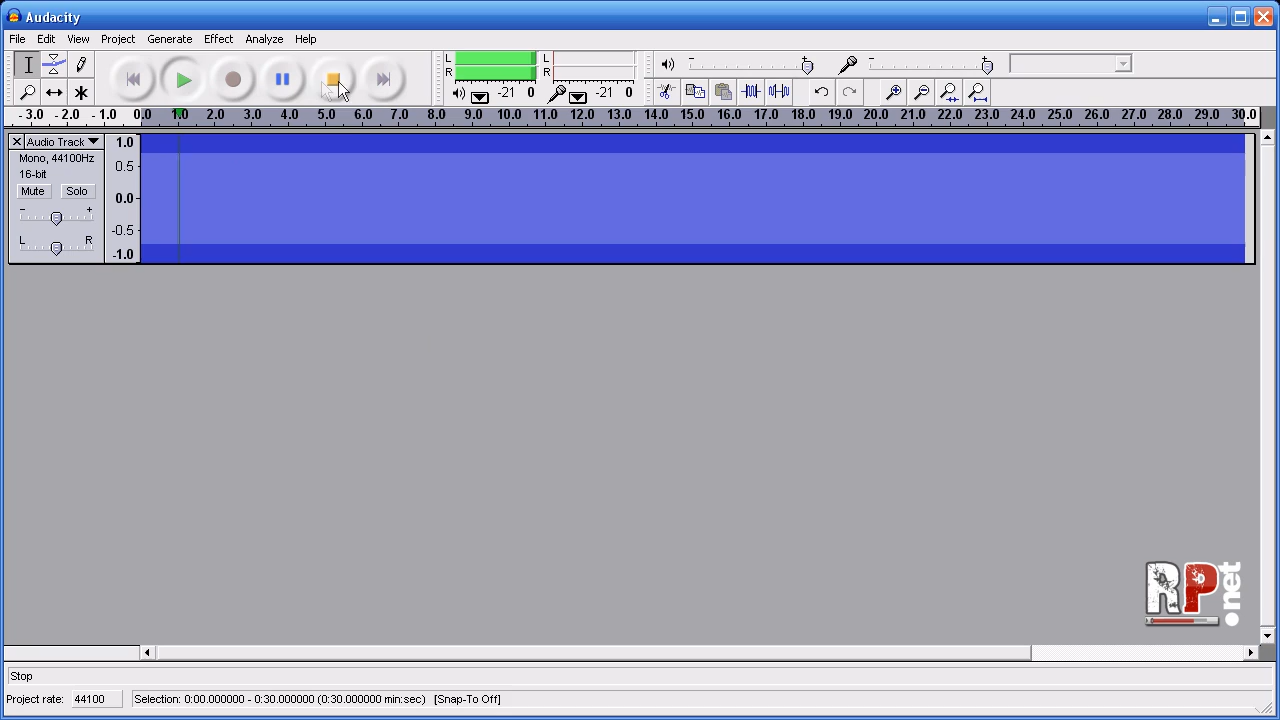 Audacity
File Edit View Project Generate Effect Analyze Help
L L
R R
-21 0 -21 0
- 3.0 - 2.0 - 1.0 0.0 1.0 2.0 3.0 4.0 5.0 6.0 7.0 8.0 9.0 10.0 11.0 12.0 13.0 14.0 15.0 16.0 17.0 18.0 19.0 20.0 21.0 22.0 23.0 24.0 25.0 26.0 27.0 28.0 29.0 30.0
Audio Track
Mono, 44100Hz
16-bit
Mute Solo
- +
L R
1.0
0.5
0.0
-0.5
-1.0
RP.net
Stop
Project rate: 44100 Selection: 0:00.000000 - 0:30.000000 (0:30.000000 min:sec) [Snap-To Off]